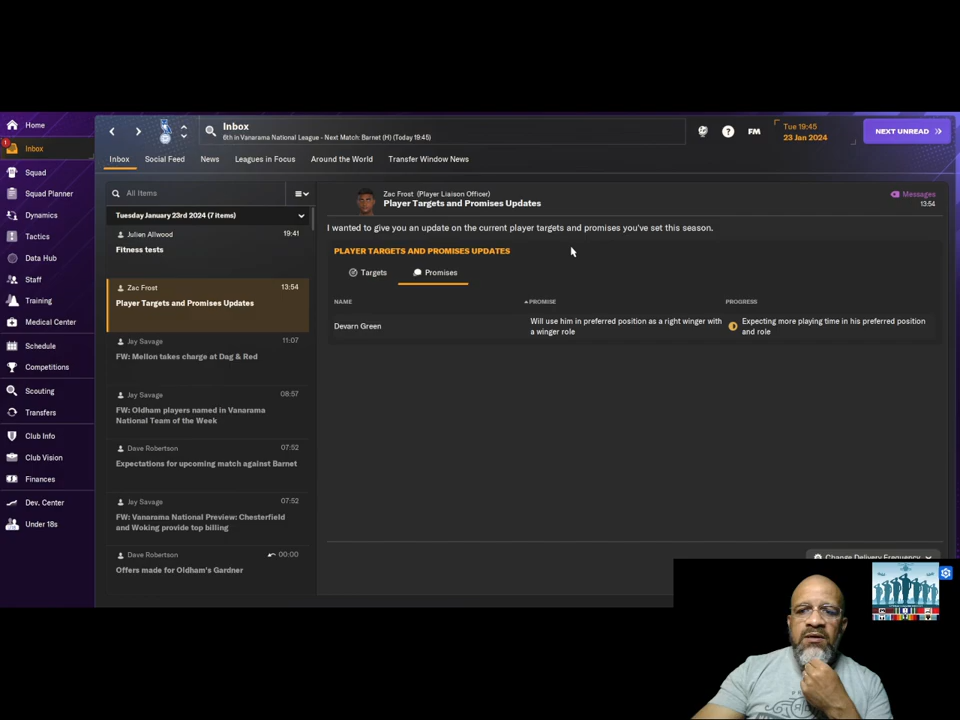 Home
Inbox
Squad
Squad Planner
Dynamics
Tactics
Data Hub
Staff
Training
Medical Center
Schedule
Competitions
Scouting
Transfers
Club Info
Club Vision
Finances
Dev. Center
Under 18s
Inbox
6th in Vanarama National League - Next Match: Barnet (H) (Today 19:45)
FM
Tue 19:45
23 Jan 2024
NEXT UNREAD
Inbox
Social Feed
News
Leagues in Focus
Around the World
Transfer Window News
All Items
Tuesday January 23rd 2024 (7 items)
Julien Allwood 19:41
Fitness tests
Zac Frost 13:54
Player Targets and Promises Updates
Jay Savage 11:07
FW: Mellon takes charge at Dag & Red
Jay Savage 08:57
FW: Oldham players named in Vanarama
National Team of the Week
Dave Robertson 07:52
Expectations for upcoming match against Barnet
Jay Savage 07:52
FW: Vanarama National Preview: Chesterfield
and Woking provide top billing
Dave Robertson 00:00
Offers made for Oldham's Gardner
Zac Frost (Player Liaison Officer)
Player Targets and Promises Updates
Messages
13:54
I wanted to give you an update on the current player targets and promises you've set this season.
PLAYER TARGETS AND PROMISES UPDATES
Targets
Promises
NAME PROMISE PROGRESS
Devarn Green
Will use him in preferred position as a right winger with
a winger role
Expecting more playing time in his preferred position
and role
Change Delivery Frequency